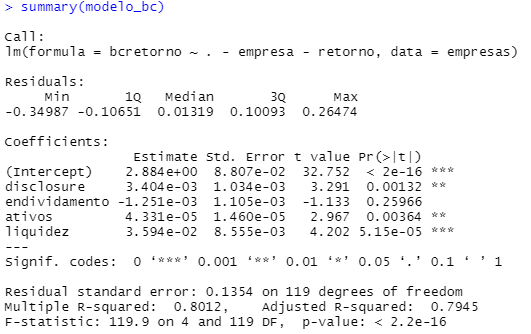 > summary(modelo_bc)
Call:
lm(formula = bcretorno ~ . - empresa - retorno, data = empresas)
Residuals:
Min 1Q Median 3Q Max
-0.34987 -0.10651 0.01319 0.10093 0.26474
Coefficients:
Estimate Std. Error t value Pr(>|t|)
(Intercept) 2.884e+00 8.807e-02 32.752 < 2e-16 ***
disclosure 3.404e-03 1.034e-03 3.291 0.00132 **
endividamento -1.251e-03 1.105e-03 -1.133 0.25966
ativos 4.331e-05 1.460e-05 2.967 0.00364 **
liquidez 3.594e-02 8.555e-03 4.202 5.15e-05 ***
---
Signif. codes: 0 ‘***’ 0.001 ‘**’ 0.01 ‘*’ 0.05 ‘.’ 0.1 ‘ ’ 1
Residual standard error: 0.1354 on 119 degrees of freedom
Multiple R-squared: 0.8012, Adjusted R-squared: 0.7945
F-statistic: 119.9 on 4 and 119 DF, p-value: < 2.2e-16